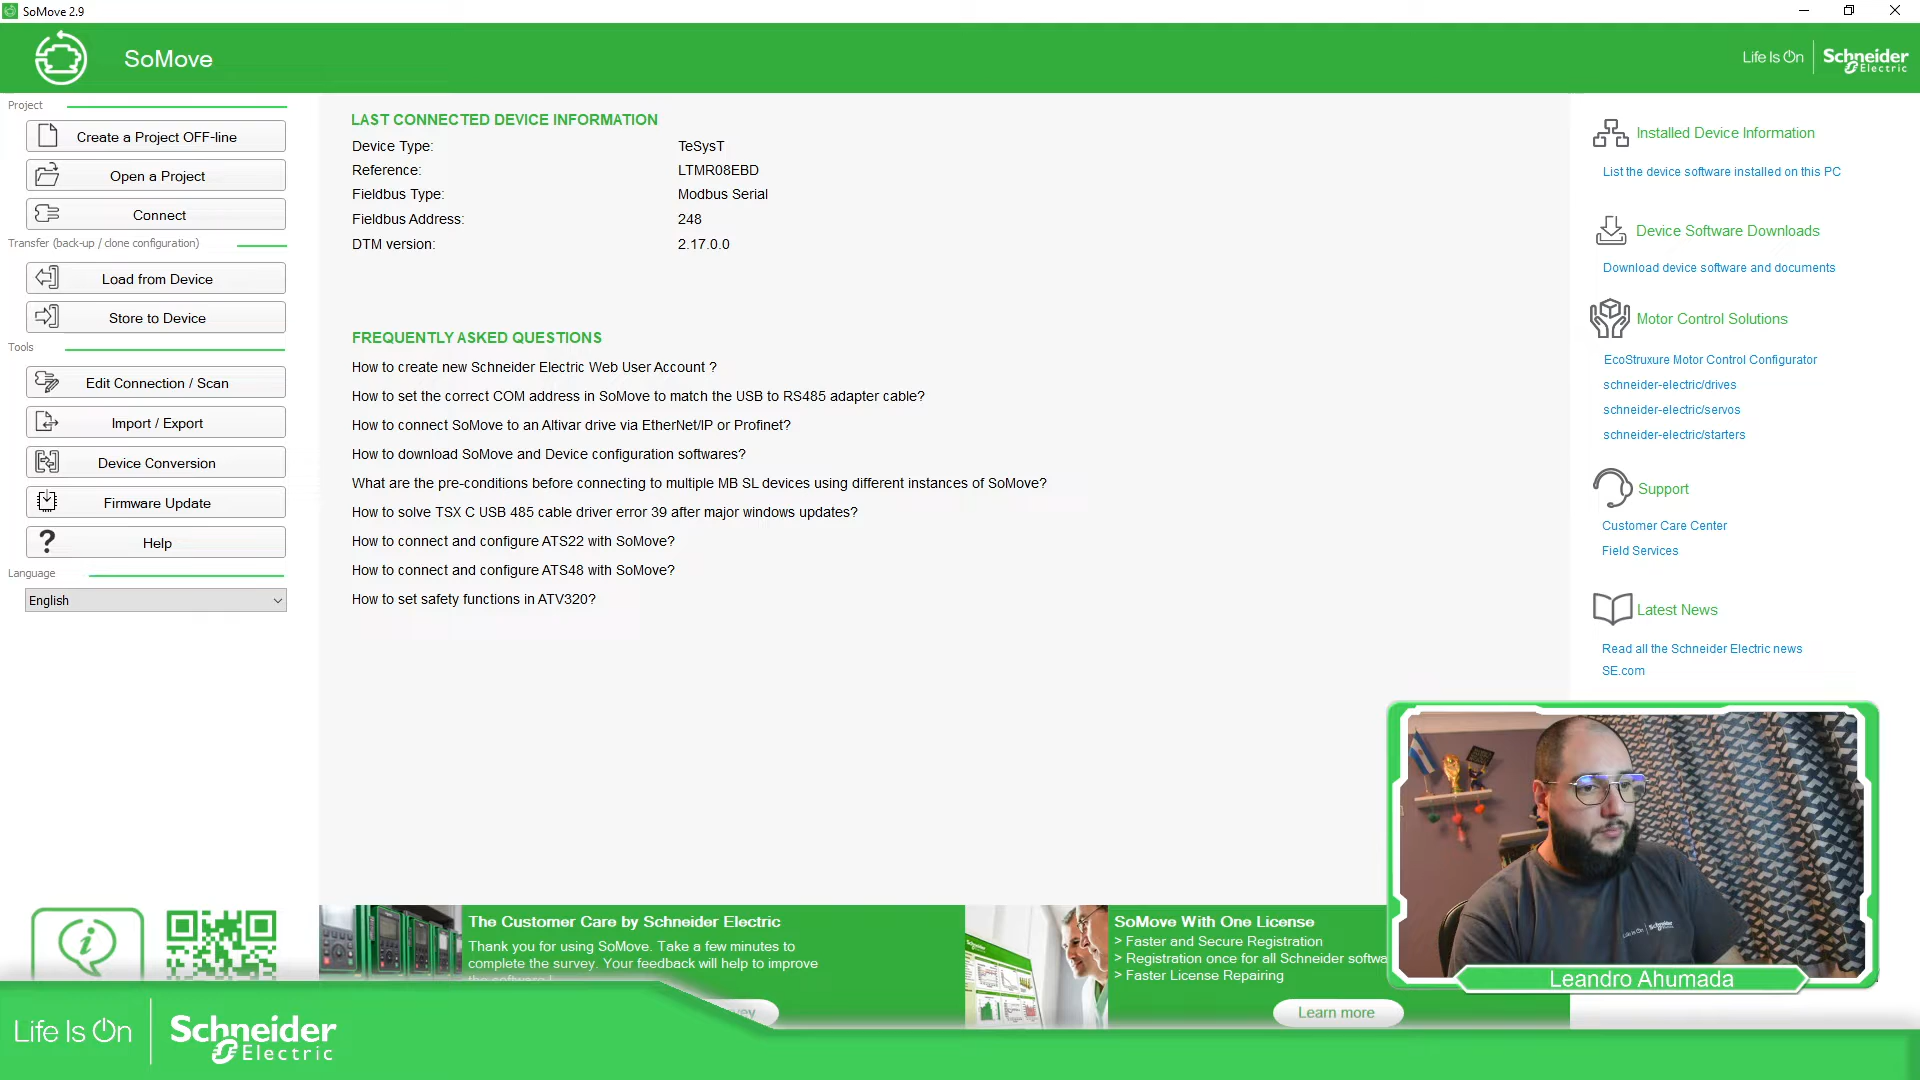 SoMove 2.9
SoMove
Life Is On
Schneider
Electric
Project
Create a Project OFF-line
Open a Project
Connect
Transfer (back-up / clone configuration)
Load from Device
Store to Device
Tools
Edit Connection / Scan
Import / Export
Device Conversion
Firmware Update
? Help
Language
English
LAST CONNECTED DEVICE INFORMATION
Device Type: TeSysT
Reference: LTMR08EBD
Fieldbus Type: Modbus Serial
Fieldbus Address: 248
DTM version: 2.17.0.0
FREQUENTLY ASKED QUESTIONS
How to create new Schneider Electric Web User Account ?
How to set the correct COM address in SoMove to match the USB to RS485 adapter cable?
How to connect SoMove to an Altivar drive via EtherNet/IP or Profinet?
How to download SoMove and Device configuration softwares?
What are the pre-conditions before connecting to multiple MB SL devices using different instances of SoMove?
How to solve TSX C USB 485 cable driver error 39 after major windows updates?
How to connect and configure ATS22 with SoMove?
How to connect and configure ATS48 with SoMove?
How to set safety functions in ATV320?
Installed Device Information
List the device software installed on this PC
Device Software Downloads
Download device software and documents
Motor Control Solutions
EcoStruxure Motor Control Configurator
schneider-electric/drives
schneider-electric/servos
schneider-electric/starters
Support
Customer Care Center
Field Services
Latest News
Read all the Schneider Electric news
SE.com
The Customer Care by Schneider Electric
Thank you for using SoMove. Take a few minutes to
complete the survey. Your feedback will help to improve
the software !
SoMove With One License
> Faster and Secure Registration
> Registration once for all Schneider softwa
> Faster License Repairing
Learn more
Life Is On
Schneider
Leandro Ahumada
Life Is On
Schneider
Electric